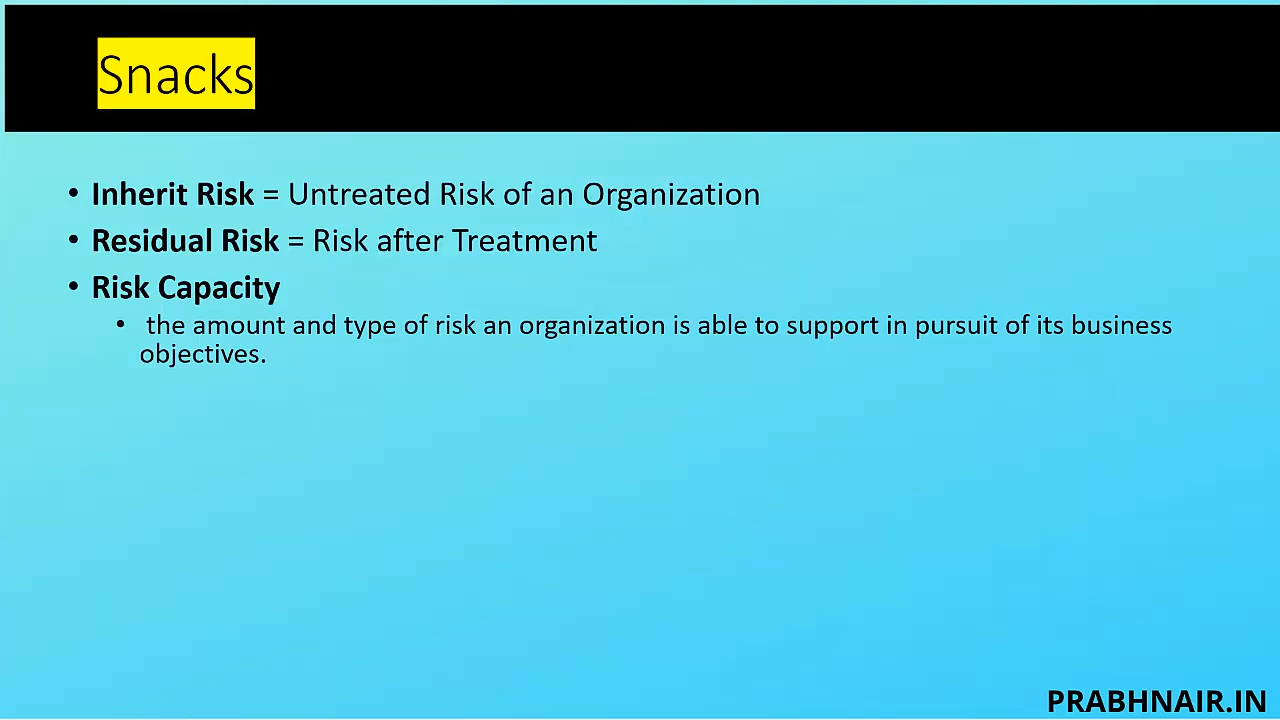 Snacks
• Inherit Risk = Untreated Risk of an Organization
• Residual Risk = Risk after Treatment
• Risk Capacity
• the amount and type of risk an organization is able to support in pursuit of its business
objectives.
PRABHNAIR.IN